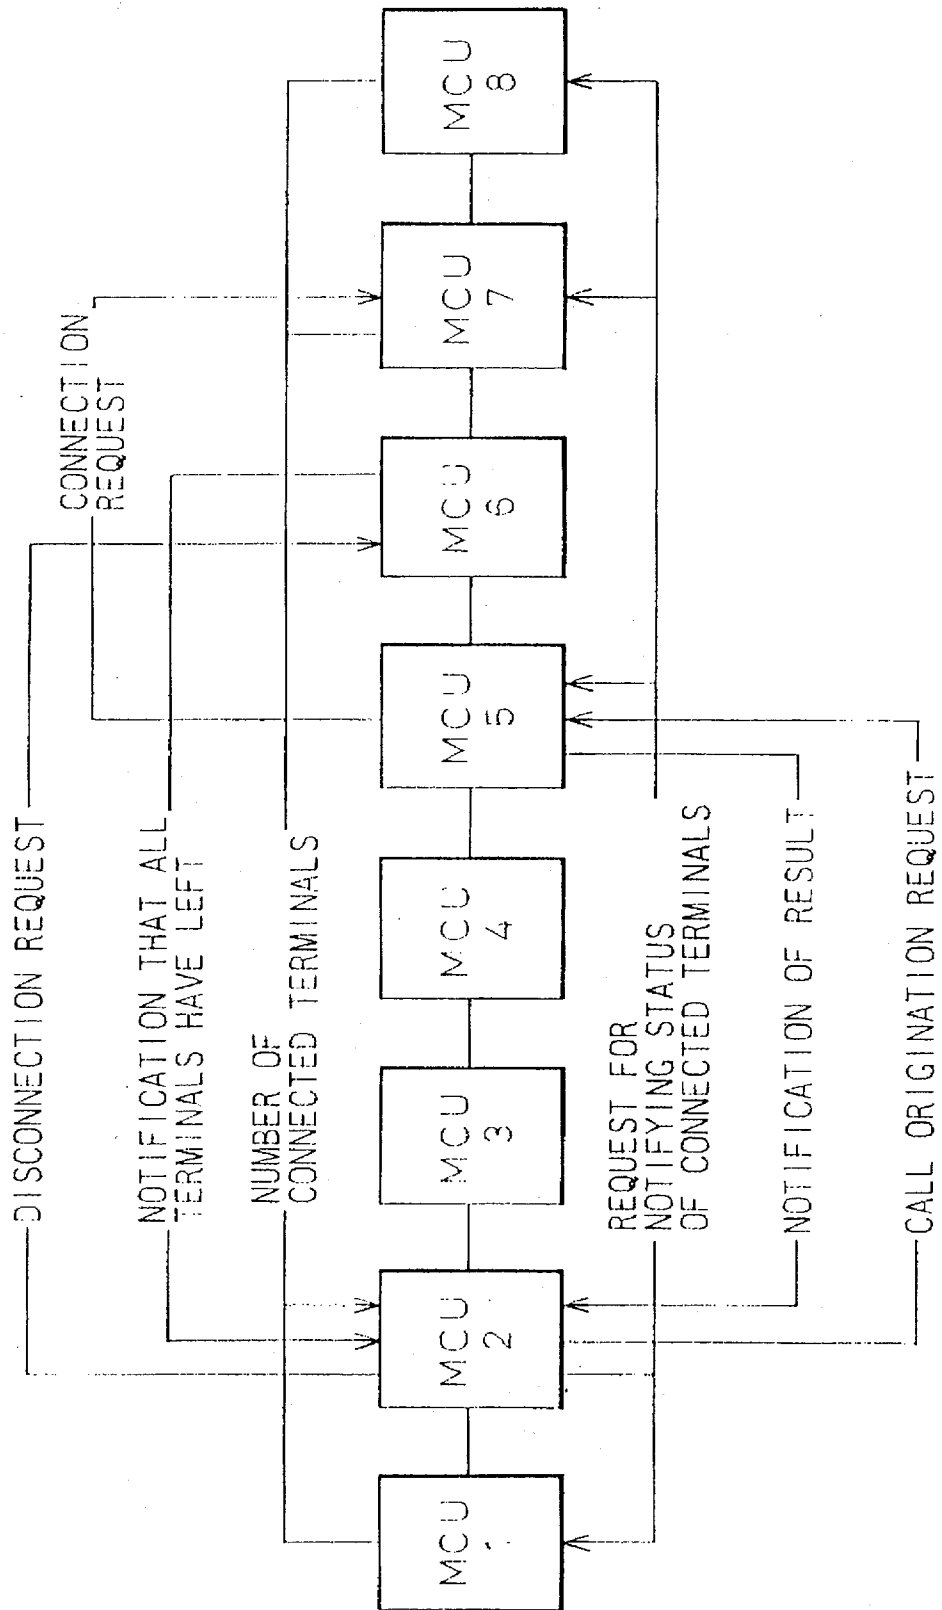 DISCONNECTION REQUEST
CONNECTION
REQUEST
NOTIFICATION THAT ALL
TERMINALS HAVE LEFT
NUMBER OF
CONNECTED TERMINALS
MCU
1
MCU
2
MCU
3
MCU
4
MCU
5
MCU
6
MCU
7
MCU
8
REQUEST FOR
NOTIFYING STATUS
OF CONNECTED TERMINALS
NOTIFICATION OF RESULT
CALL ORIGINATION REQUEST